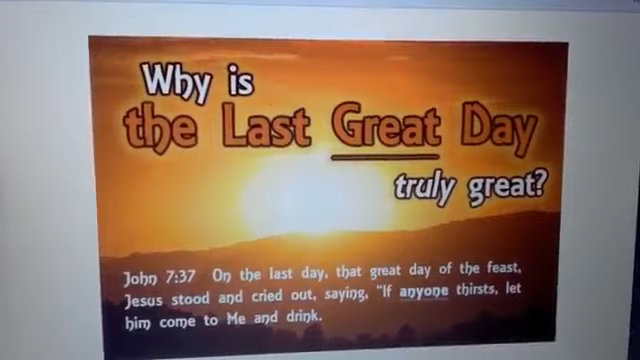 Why is
the Last Great Day
truly great?
John 7:37 On the last day, that great day of the feast,
Jesus stood and cried out, saying, "If anyone thirsts, let
him come to Me and drink.